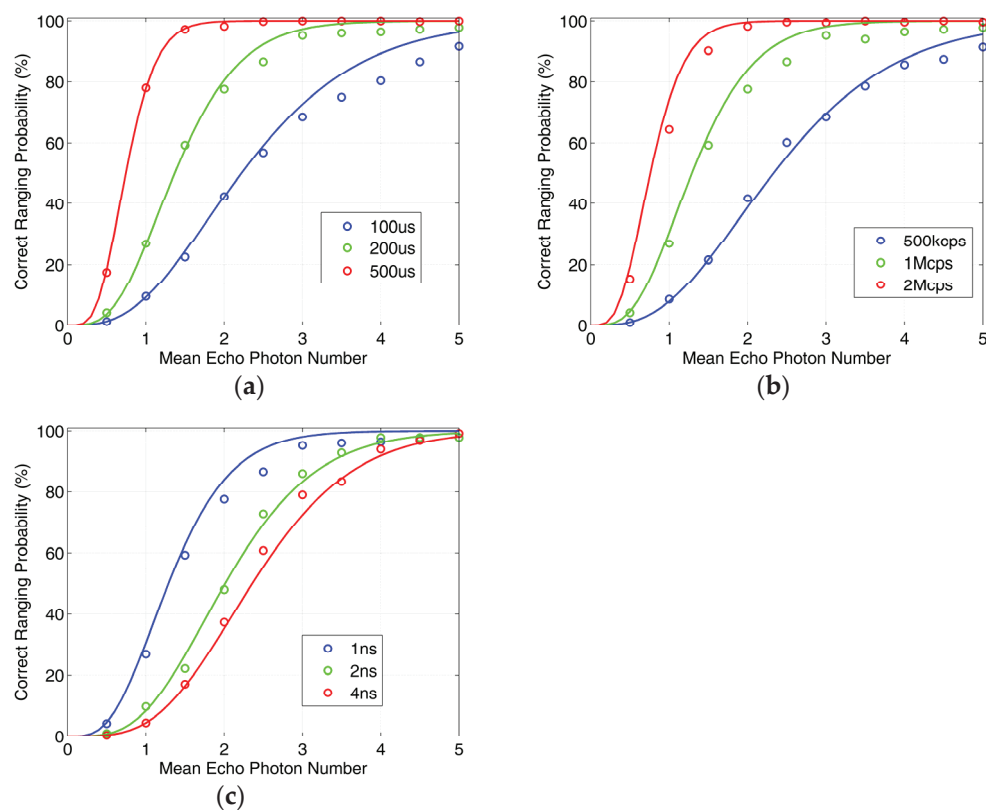 100
80
60
40
20
0
Correct Ranging Probability (%)
100us
200us
500us
0 1 2 3 4 5
Mean Echo Photon Number
(a)
100
80
60
40
20
0
Correct Ranging Probability (%)
500kcps
1Mcps
2Mcps
0 1 2 3 4 5
Mean Echo Photon Number
(b)
100
80
60
40
20
0
Correct Ranging Probability (%)
1ns
2ns
4ns
0 1 2 3 4 5
Mean Echo Photon Number
(c)